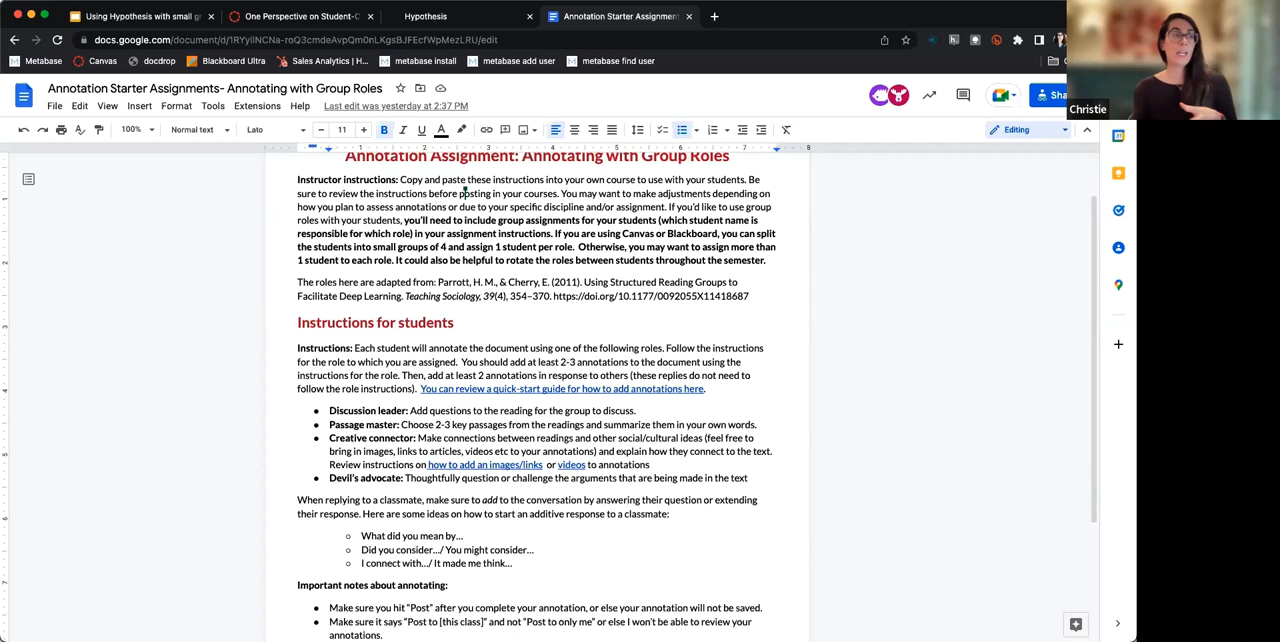 Using Hypothesis with small gr
One Perspective on Student-C
Hypothesis
Annotation Starter Assignment
docs.google.com/document/d/1RYyllNCNa-roQ3cmdeAvpQm0nLKgsBJFEcfWpMezLRU/edit
Metabase
Canvas
docdrop
Blackboard Ultra
Sales Analytics | H...
metabase install
metabase add user
metabase find user
Christie
Annotation Starter Assignments- Annotating with Group Roles
File Edit View Insert Format Tools Extensions Help Last edit was yesterday at 2:37 PM
Sha
100% Normal text Lato 11 Editing
1 2 3 4 5 6 7 8
Annotation Assignment: Annotating with Group Roles
Instructor instructions: Copy and paste these instructions into your own course to use with your students. Be
sure to review the instructions before posting in your courses. You may want to make adjustments depending on
how you plan to assess annotations or due to your specific discipline and/or assignment. If you'd like to use group
roles with your students, you'll need to include group assignments for your students (which student name is
responsible for which role) in your assignment instructions. If you are using Canvas or Blackboard, you can split
the students into small groups of 4 and assign 1 student per role. Otherwise, you may want to assign more than
1 student to each role. It could also be helpful to rotate the roles between students throughout the semester.
The roles here are adapted from: Parrott, H. M., & Cherry, E. (2011). Using Structured Reading Groups to
Facilitate Deep Learning. Teaching Sociology, 39(4), 354–370. https://doi.org/10.1177/0092055X11418687
Instructions for students
Instructions: Each student will annotate the document using one of the following roles. Follow the instructions
for the role to which you are assigned. You should add at least 2-3 annotations to the document using the
instructions for the role. Then, add at least 2 annotations in response to others (these replies do not need to
follow the role instructions). You can review a quick-start guide for how to add annotations here.
● Discussion leader: Add questions to the reading for the group to discuss.
● Passage master: Choose 2-3 key passages from the readings and summarize them in your own words.
● Creative connector: Make connections between readings and other social/cultural ideas (feel free to
bring in images, links to articles, videos etc to your annotations) and explain how they connect to the text.
Review instructions on how to add an images/links or videos to annotations
● Devil's advocate: Thoughtfully question or challenge the arguments that are being made in the text
When replying to a classmate, make sure to add to the conversation by answering their question or extending
their response. Here are some ideas on how to start an additive response to a classmate:
○ What did you mean by...
○ Did you consider.../ You might consider...
○ I connect with.../ It made me think...
Important notes about annotating:
● Make sure you hit "Post" after you complete your annotation, or else your annotation will not be saved.
● Make sure it says "Post to [this class]" and not "Post to only me" or else I won't be able to review your
annotations.